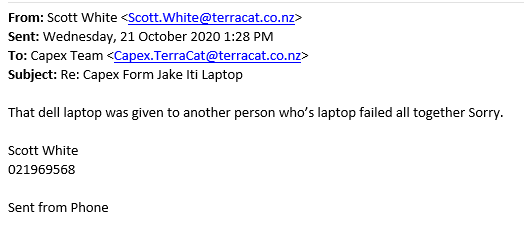 From: Scott White <Scott.White@terracat.co.nz>
Sent: Wednesday, 21 October 2020 1:28 PM
To: Capex Team <Capex.TerraCat@terracat.co.nz>
Subject: Re: Capex Form Jake Iti Laptop
That dell laptop was given to another person who’s laptop failed all together Sorry.
Scott White
021969568
Sent from Phone